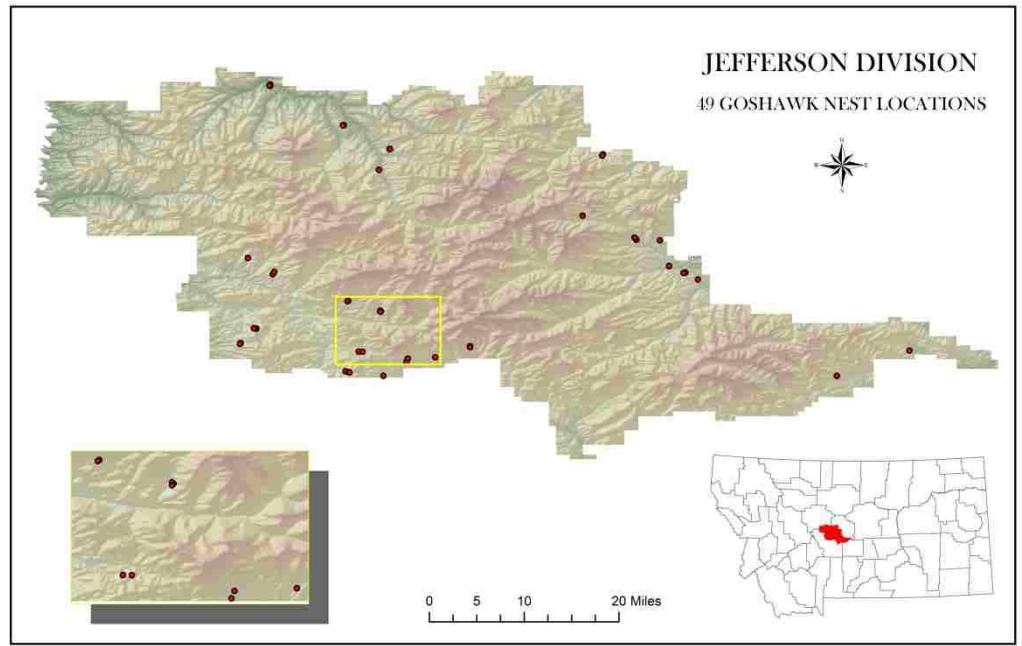 JEFFERSON DIVISION
49 GOSHAWK NEST LOCATIONS
N
W E
S
0 5 10 20 Miles